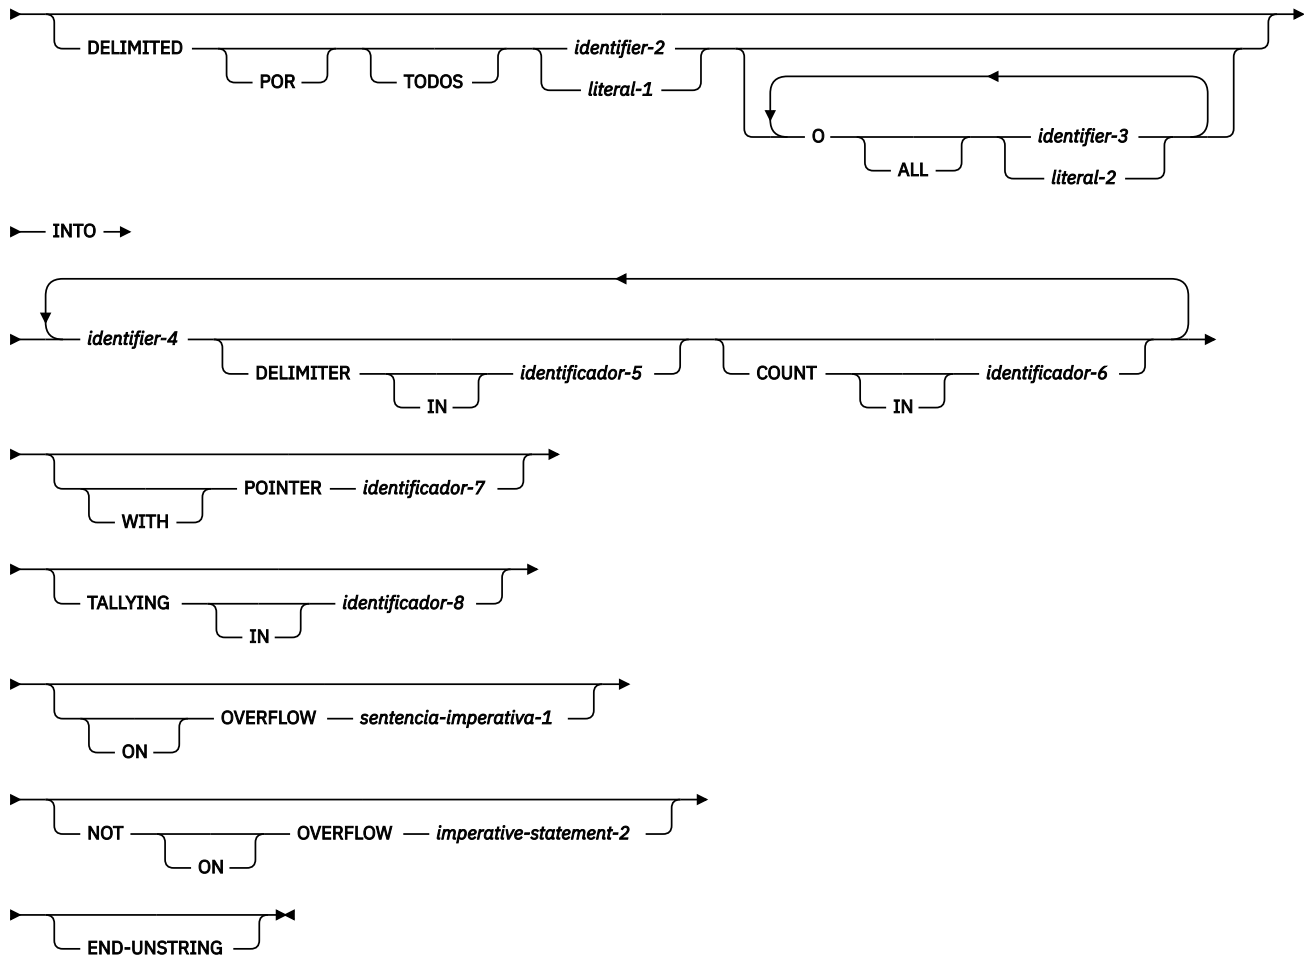 DELIMITED POR TODOS identifier-2
literal-1
O ALL identifier-3
literal-2
INTO
identifier-4 DELIMITER IN identificador-5 COUNT IN identificador-6
WITH POINTER identificador-7
TALLYING IN identificador-8
ON OVERFLOW sentencia-imperativa-1
NOT ON OVERFLOW imperative-statement-2
END-UNSTRING